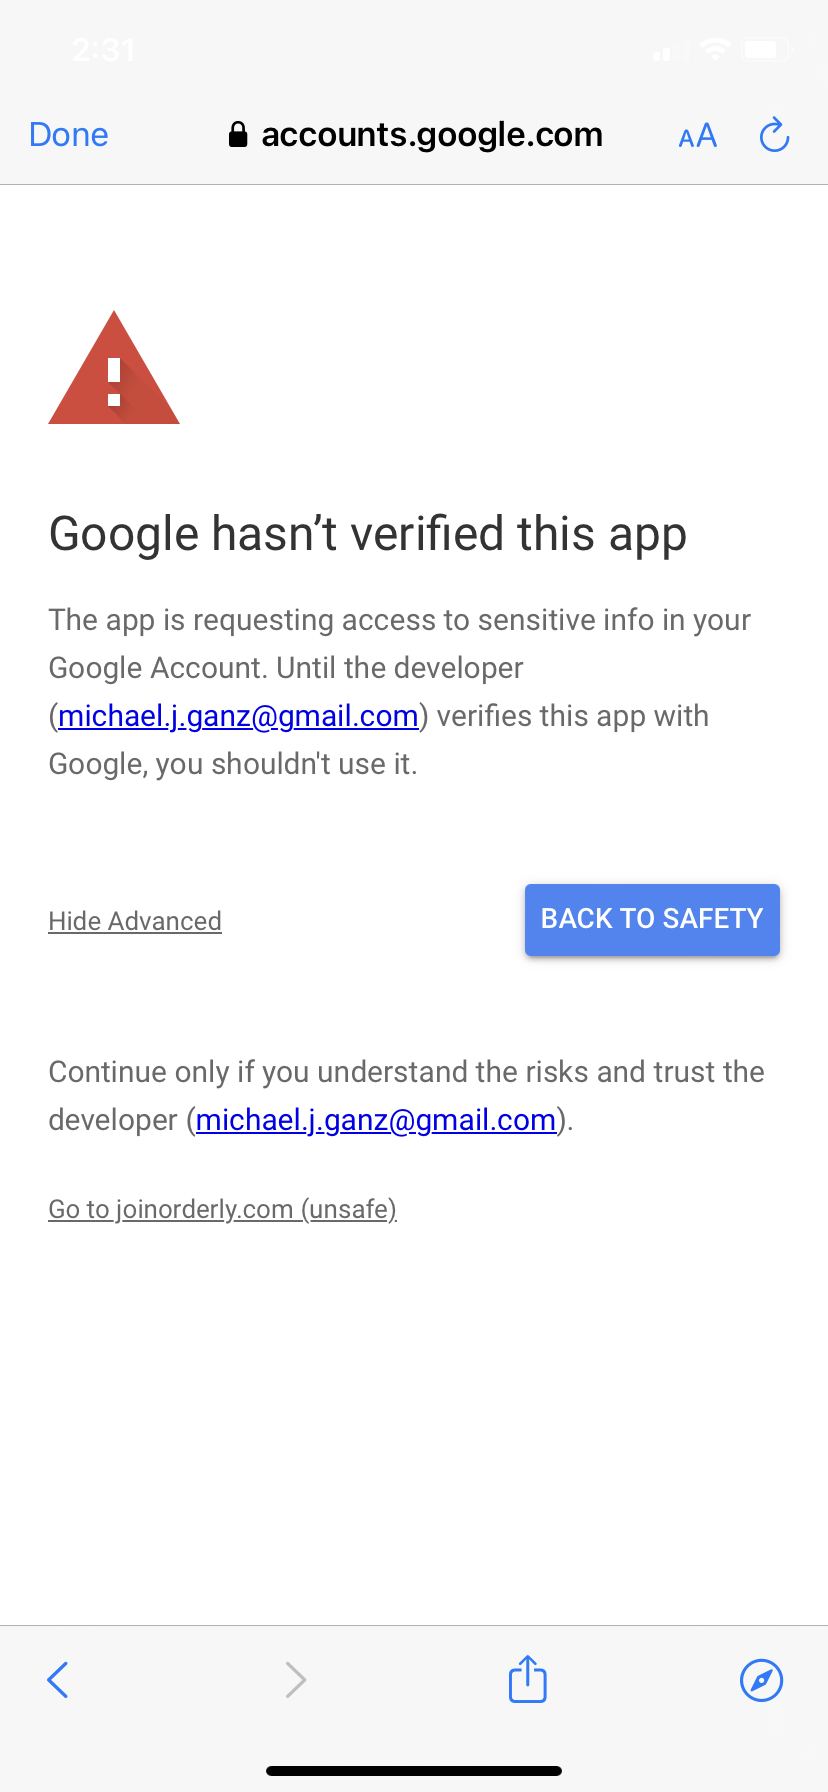 2:31
Done
accounts.google.com
AA
Google hasn’t verified this app
The app is requesting access to sensitive info in your
Google Account. Until the developer
(michael.j.ganz@gmail.com) verifies this app with
Google, you shouldn't use it.
Hide Advanced
BACK TO SAFETY
Continue only if you understand the risks and trust the
developer (michael.j.ganz@gmail.com).
Go to joinorderly.com (unsafe)